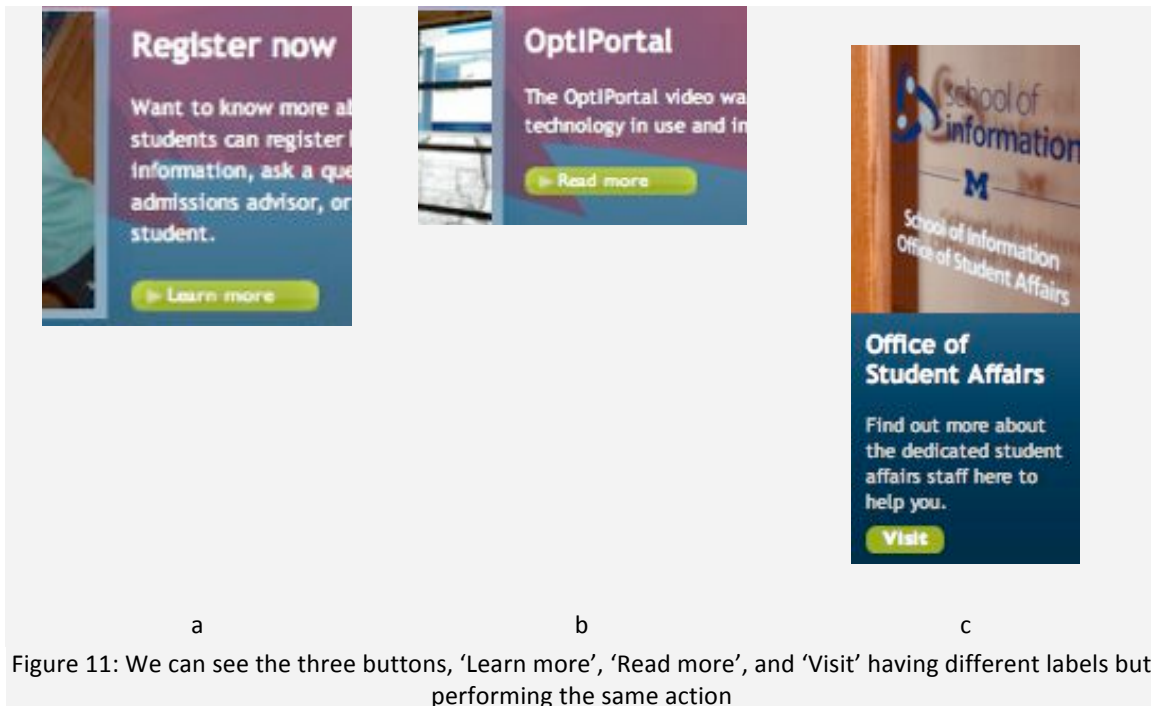 Register now
Want to know more a
students can register
information, ask a que
admissions advisor, or
student.
Learn more
OptIPortal
The OptIPortal video wa
technology in use and in
Read more
school of
information
M
School of Information
Office of Student Affairs
Office of
Student Affairs
Find out more about
the dedicated student
affairs staff here to
help you.
Visit
a
b
c
Figure 11: We can see the three buttons, ‘Learn more’, ‘Read more’, and ‘Visit’ having different labels but
performing the same action